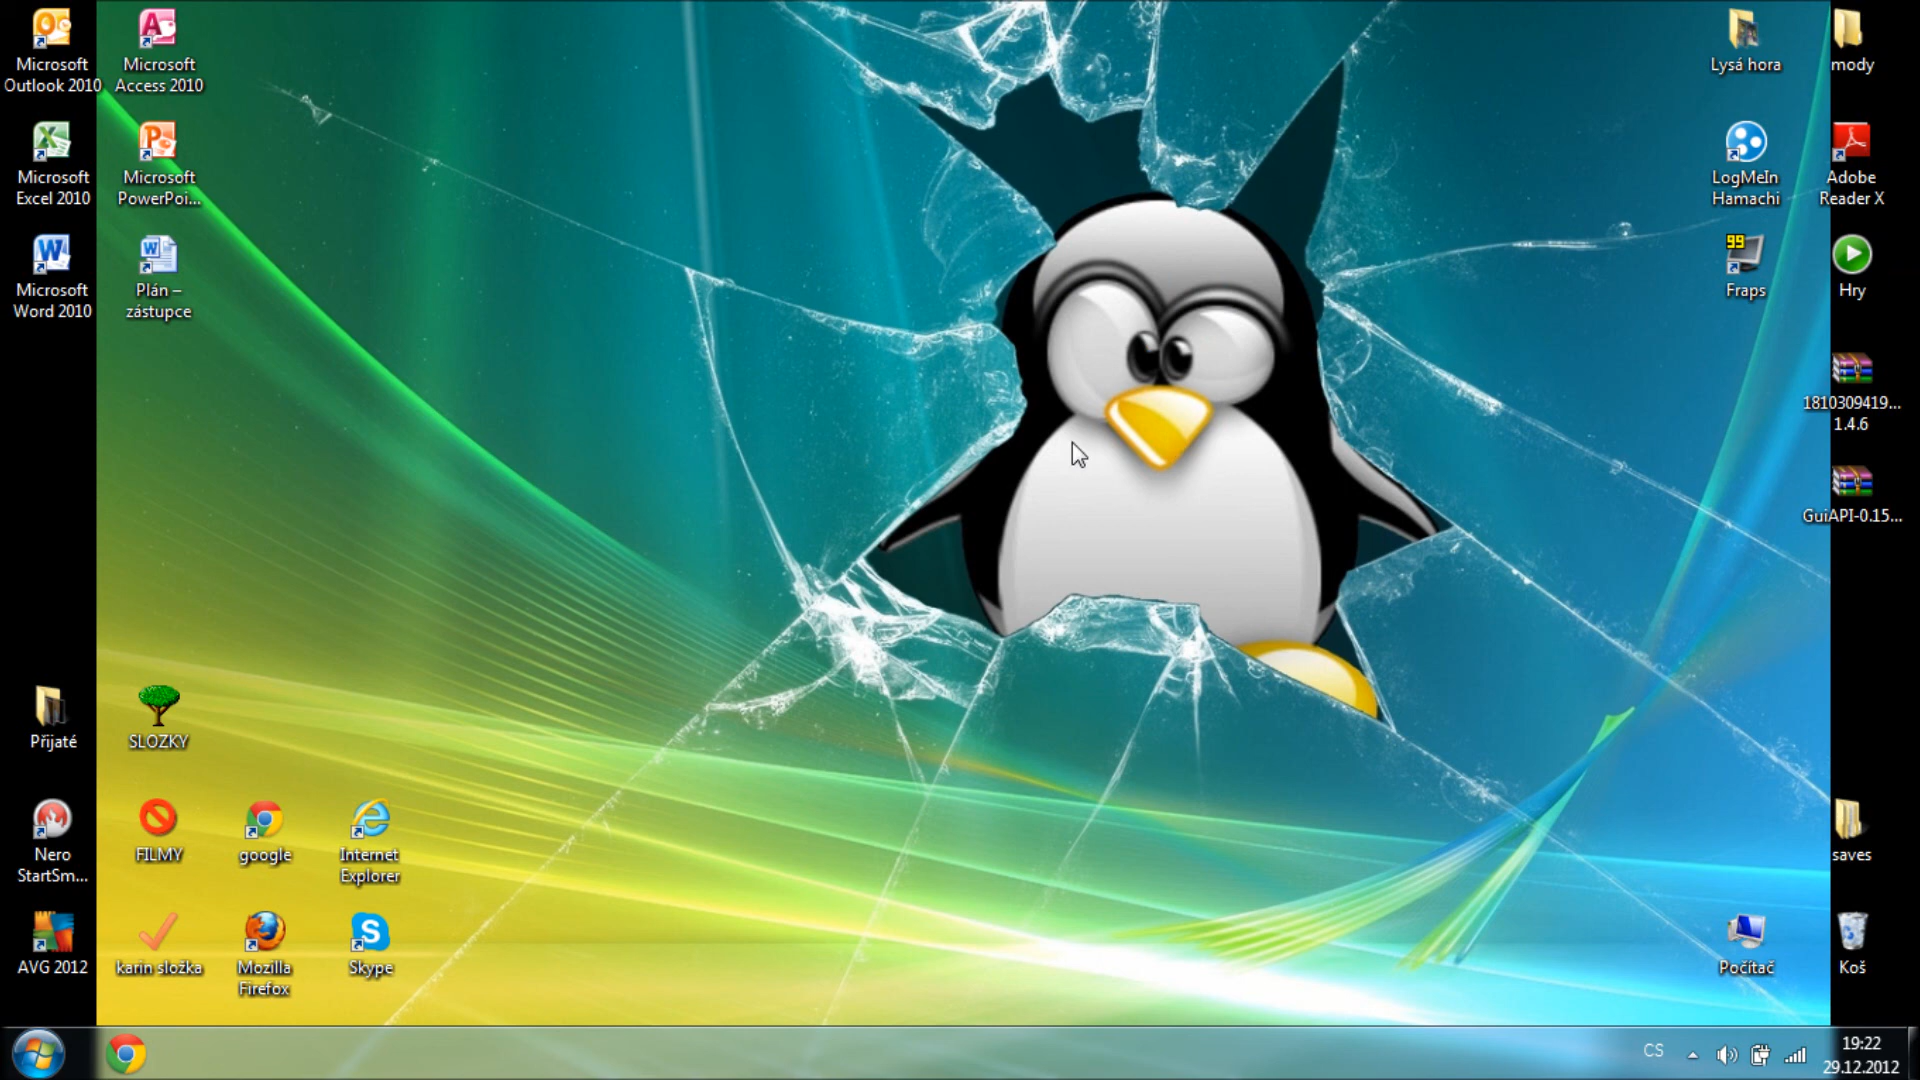 Microsoft
Outlook 2010
Microsoft
Access 2010
Lysá hora
mody
Microsoft
Excel 2010
Microsoft
PowerPoi...
LogMeIn
Hamachi
Adobe
Reader X
Microsoft
Word 2010
Plán –
zástupce
99
Fraps
Hry
1810309419...
1.4.6
GuiAPI-0.15...
Přijaté
SLOZKY
Nero
StartSm...
FILMY
google
Internet
Explorer
saves
AVG 2012
karin složka
Mozilla
Firefox
Skype
Počítač
Koš
CS
19:22
29.12.2012